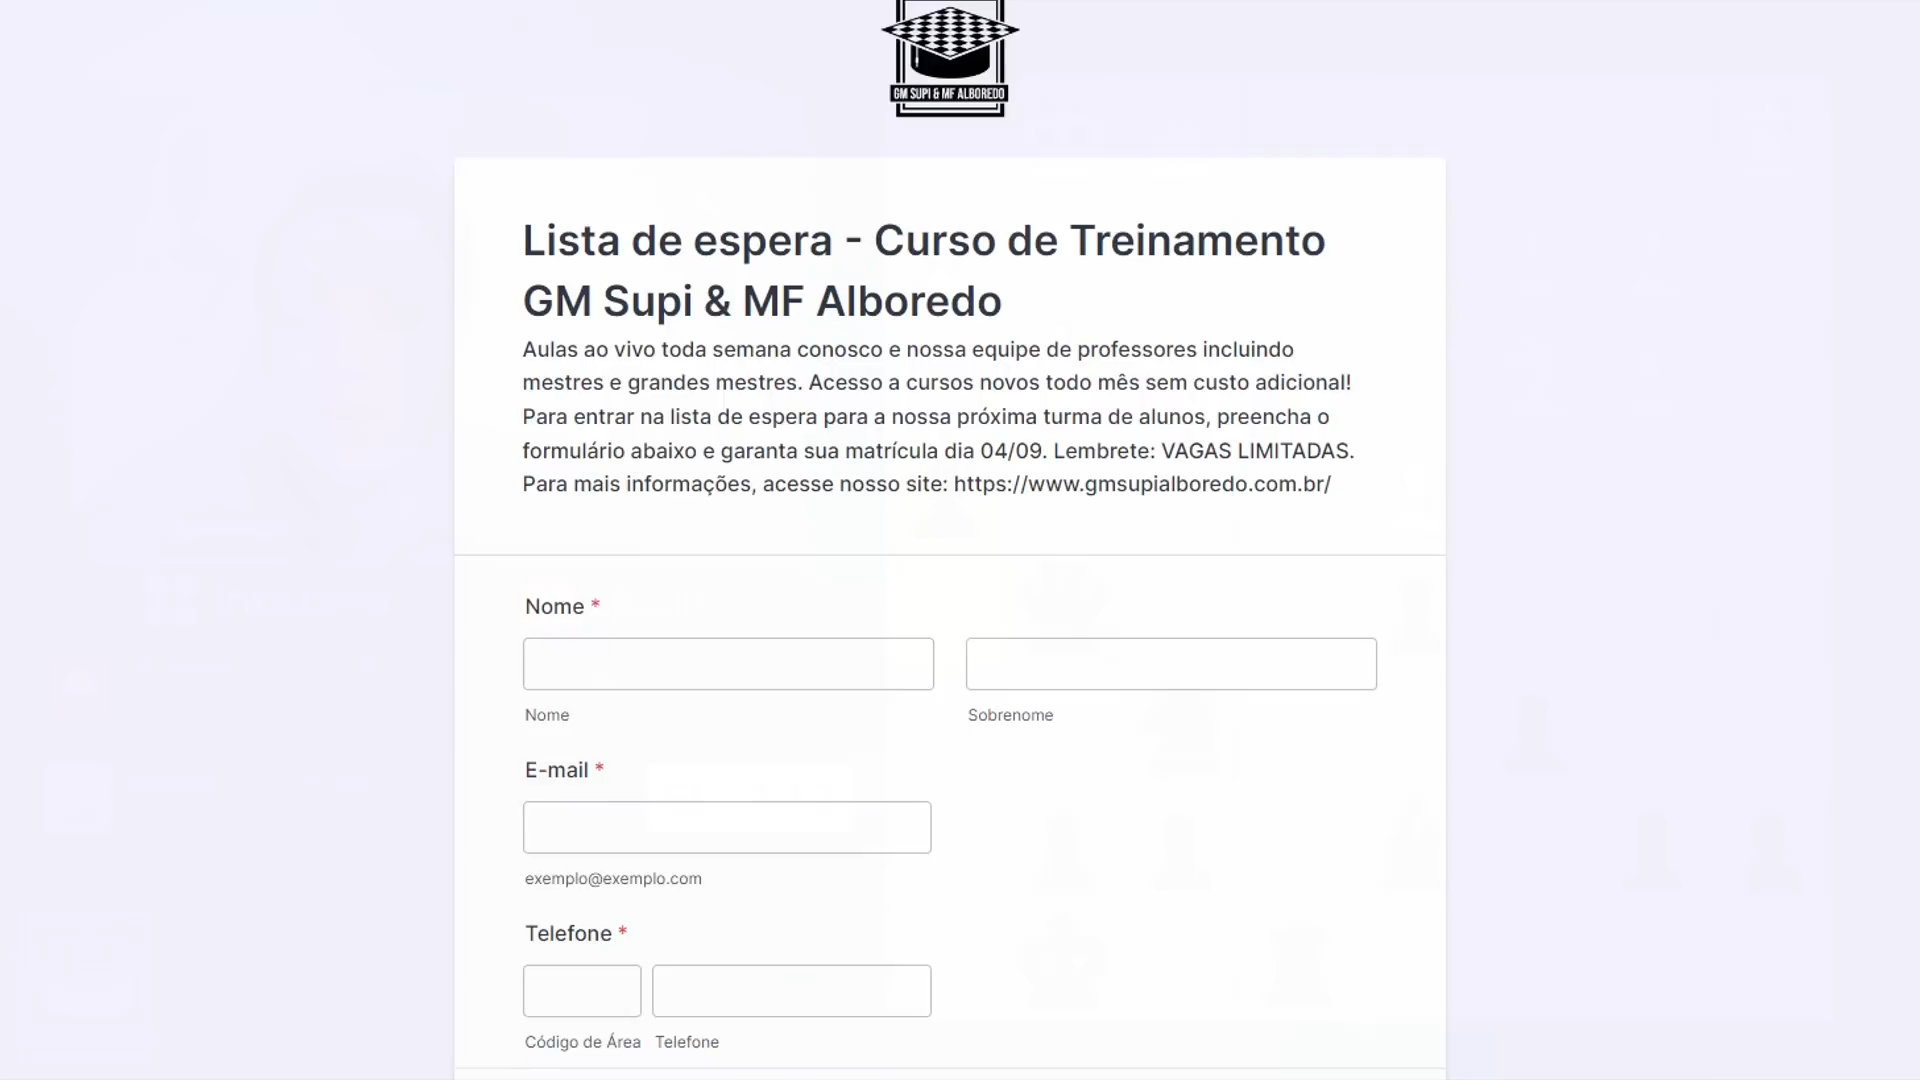 GM SUPI & MF ALBOREDO
Lista de espera - Curso de Treinamento
GM Supi & MF Alboredo
Aulas ao vivo toda semana conosco e nossa equipe de professores incluindo
mestres e grandes mestres. Acesso a cursos novos todo mês sem custo adicional!
Para entrar na lista de espera para a nossa próxima turma de alunos, preencha o
formulário abaixo e garanta sua matrícula dia 04/09. Lembrete: VAGAS LIMITADAS.
Para mais informações, acesse nosso site: https://www.gmsupialboredo.com.br/
Nome *
Nome Sobrenome
E-mail *
exemplo@exemplo.com
Telefone *
Código de Área Telefone